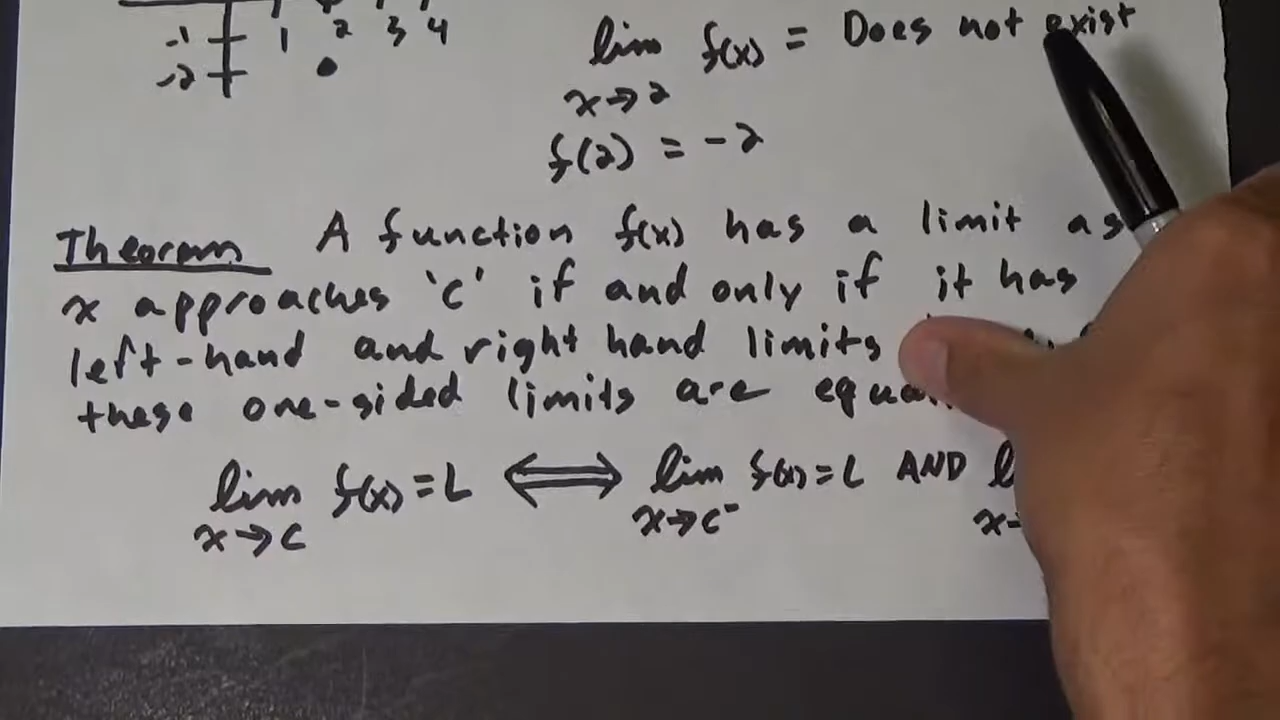 -1 1 2 3 4
-2
lim f(x) = Does not exist
x→2
f(2) = -2
Theorem A function f(x) has a limit as
x approaches 'c' if and only if it has
left-hand and right hand limits
these one-sided limits are
lim f(x) = L ⟺ lim f(x) = L AND
x→c x→c⁻ x→